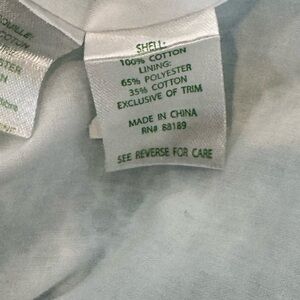 SHELL:
100% COTTON
LINING:
65% POLYESTER
35% COTTON
EXCLUSIVE OF TRIM
MADE IN CHINA
RN# 88189
SEE REVERSE FOR CARE